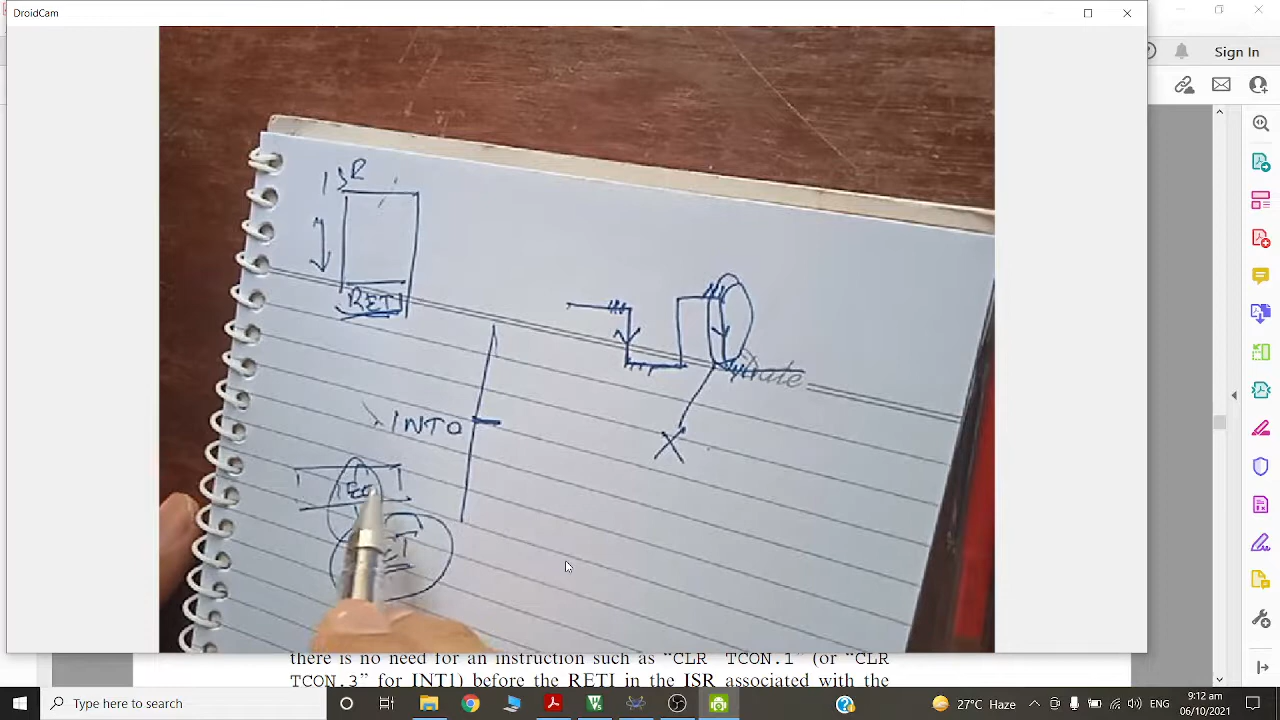 DroidCam
Sign In
ISR
RETI
Date
INT0
there is no need for an instruction such as “CLR TCON.1” (or “CLR
TCON.3” for INT1) before the RETI in the ISR associated with the
Type here to search
27°C Haze
9:12 am
06/10/2021